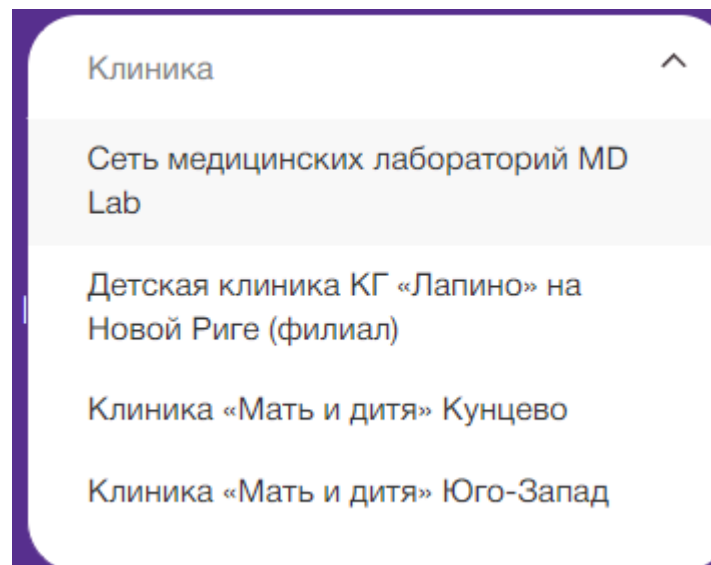 Клиника
Сеть медицинских лабораторий MD
Lab
Детская клиника КГ «Лапино» на
Новой Риге (филиал)
Клиника «Мать и дитя» Кунцево
Клиника «Мать и дитя» Юго-Запад